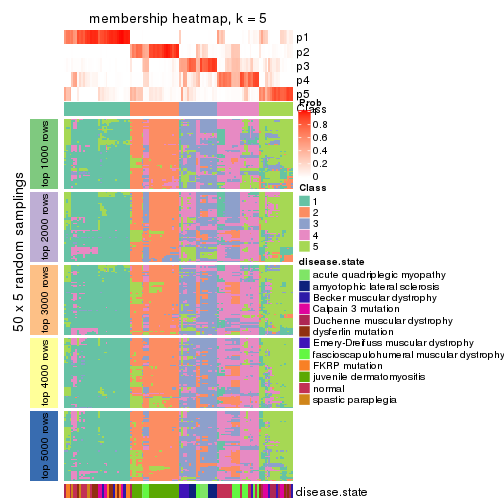 membership heatmap, k = 5
p1
p2
p3
p4
p5
Class
50 x 5 random samplings
top 1000 rows
top 2000 rows
top 3000 rows
top 4000 rows
top 5000 rows
disease.state
Prob
1
0.8
0.6
0.4
0.2
0
Class
1
2
3
4
5
disease.state
acute quadriplegic myopathy
amyotophic lateral sclerosis
Becker muscular dystrophy
Calpain 3 mutation
Duchenne muscular dystrophy
dysferlin mutation
Emery-Dreifuss muscular dystrophy
fascioscapulohumeral muscular dystrophy
FKRP mutation
juvenile dermatomyositis
normal
spastic paraplegia